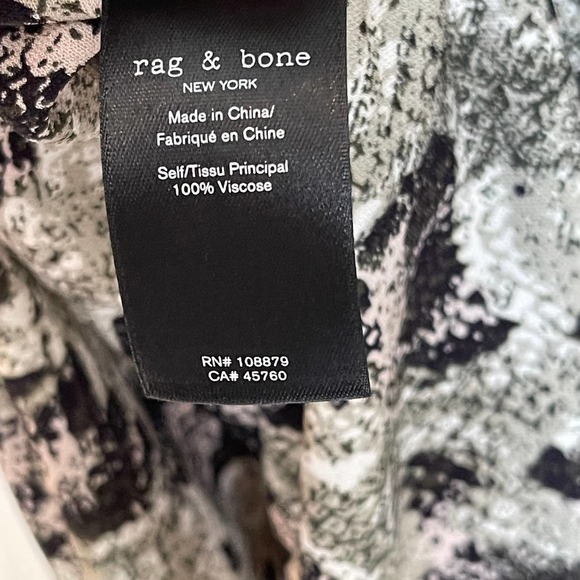 rag & bone
NEW YORK
Made in China/
Fabriqué en Chine
Self/Tissu Principal
100% Viscose
RN# 108879
CA# 45760